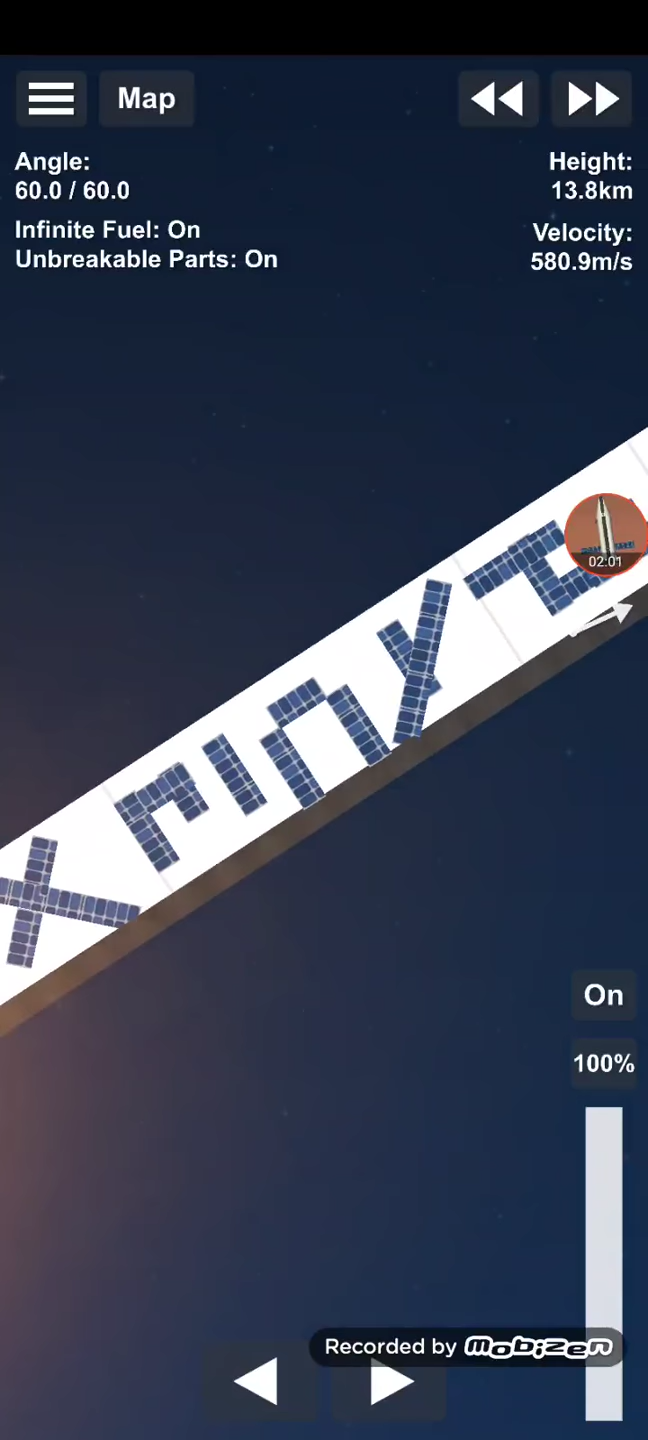 Map
Angle:
60.0 / 60.0
Infinite Fuel: On
Unbreakable Parts: On
Height:
13.8km
Velocity:
580.9m/s
02:01
On
100%
Recorded by mobizen